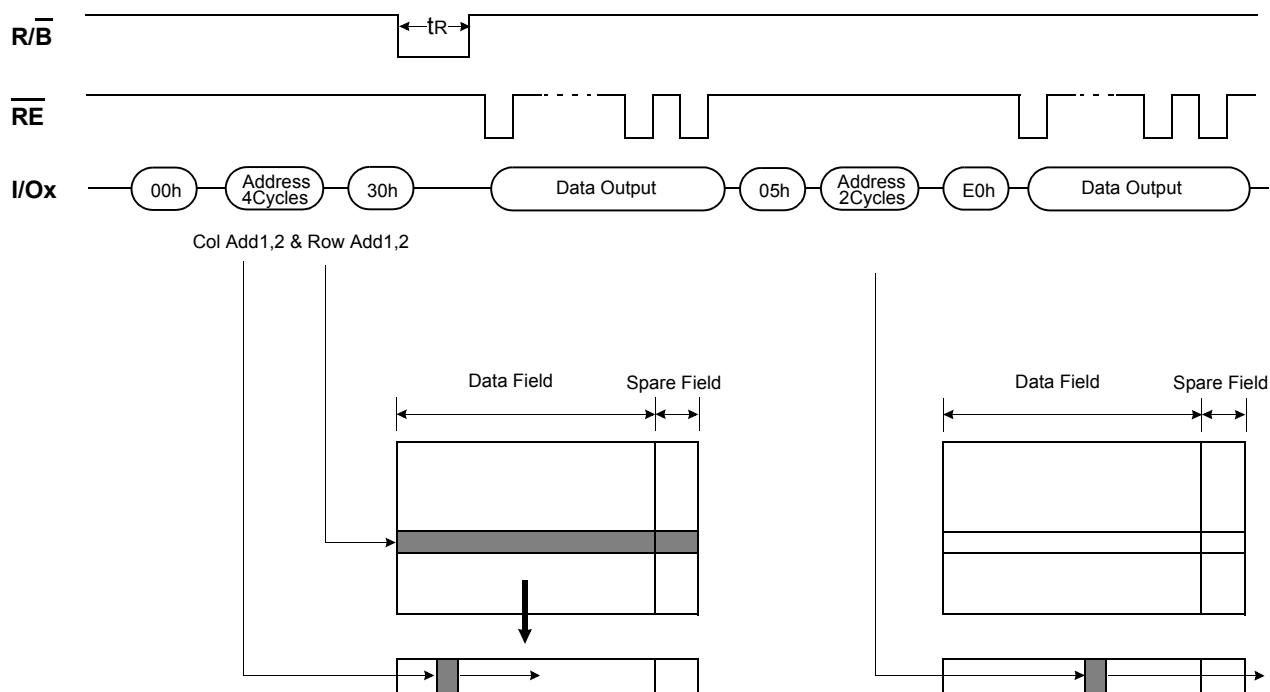 R/B
tR
RE
I/Ox
00h
Address
4Cycles
30h
Data Output
05h
Address
2Cycles
E0h
Data Output
Col Add1,2 & Row Add1,2
Data Field
Spare Field
Data Field
Spare Field